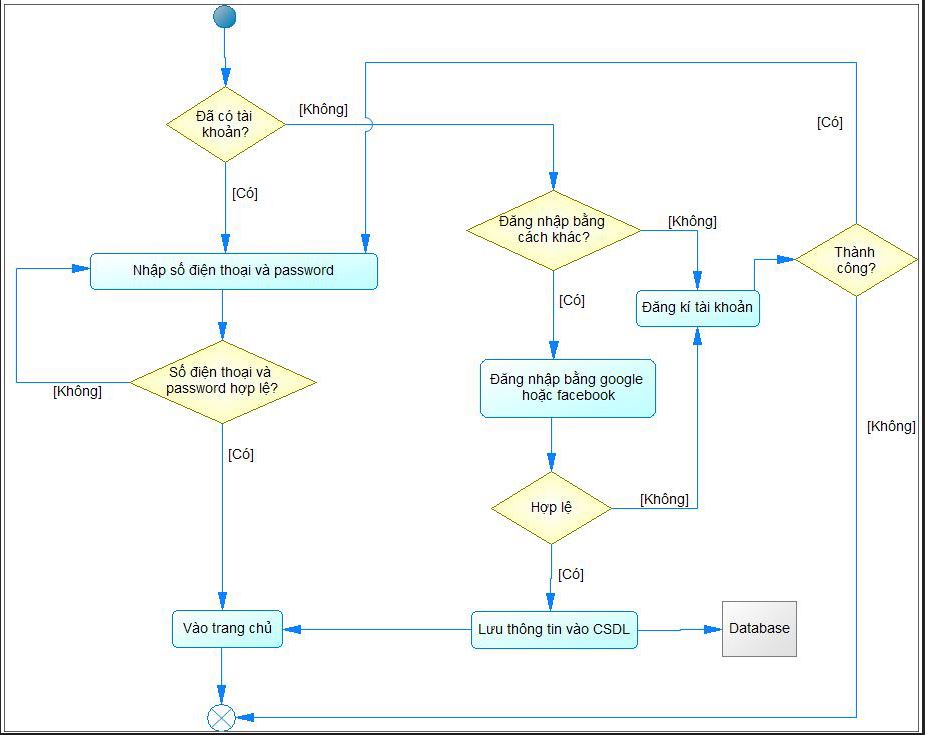 Đã có tài
khoản?
[Không]
[Có]
[Có]
Đăng nhập bằng
cách khác?
[Không]
Thành
công?
Nhập số điện thoại và password
[Có]
Đăng kí tài khoản
Số điện thoại và
password hợp lệ?
[Không]
Đăng nhập bằng google
hoặc facebook
[Không]
[Có]
Hợp lệ
[Không]
[Có]
Vào trang chủ
Lưu thông tin vào CSDL
Database